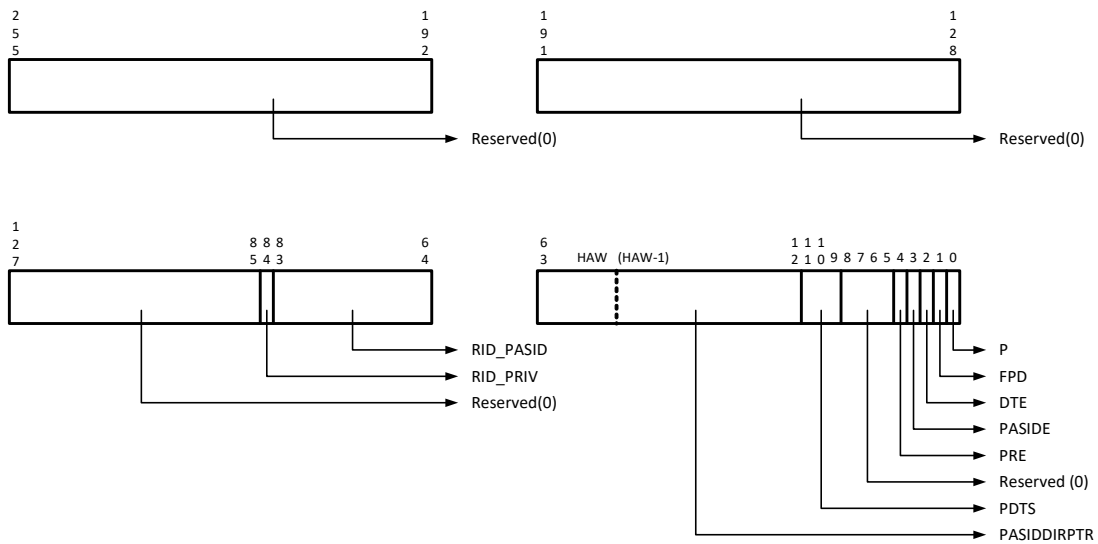 2 1 1 1
5 9 9 2
5 2 1 8
Reserved(0) Reserved(0)
1
2 8 8 8 6 6 1 1 1
7 5 4 3 4 3 HAW (HAW-1) 2 1 0 9 8 7 6 5 4 3 2 1 0
RID_PASID P
RID_PRIV FPD
Reserved(0) DTE
PASIDE
PRE
Reserved (0)
PDTS
PASIDDIRPTR